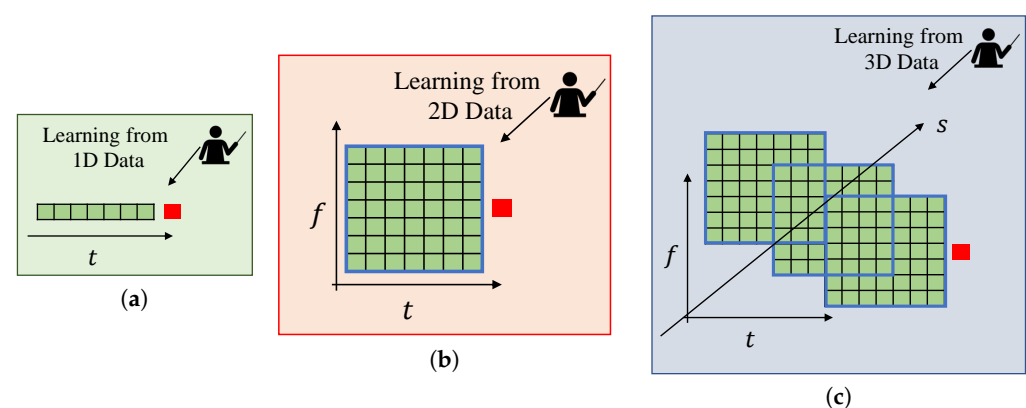 Learning from
1D Data
t
(a)
Learning from
2D Data
f
t
(b)
Learning from
3D Data
s
f
t
(c)